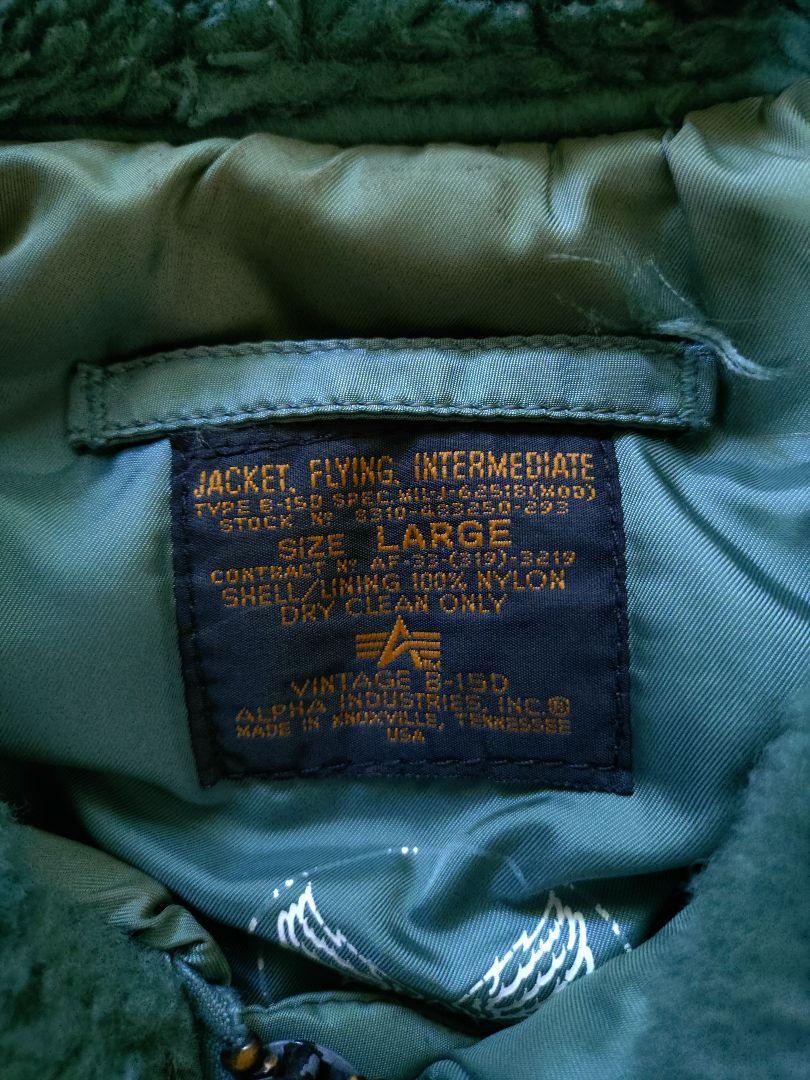 JACKET, FLYING, INTERMEDIATE
TYPE B-15D SPEC. MIL-J-6251B(MOD)
STOCK Nº 8310-483250-293
SIZE LARGE
CONTRACT Nº AF-33-(319)-3219
SHELL/LINING 100% NYLON
DRY CLEAN ONLY
TM
VINTAGE B-15D
ALPHA INDUSTRIES, INC.®
MADE IN KNOXVILLE, TENNESSEE
USA